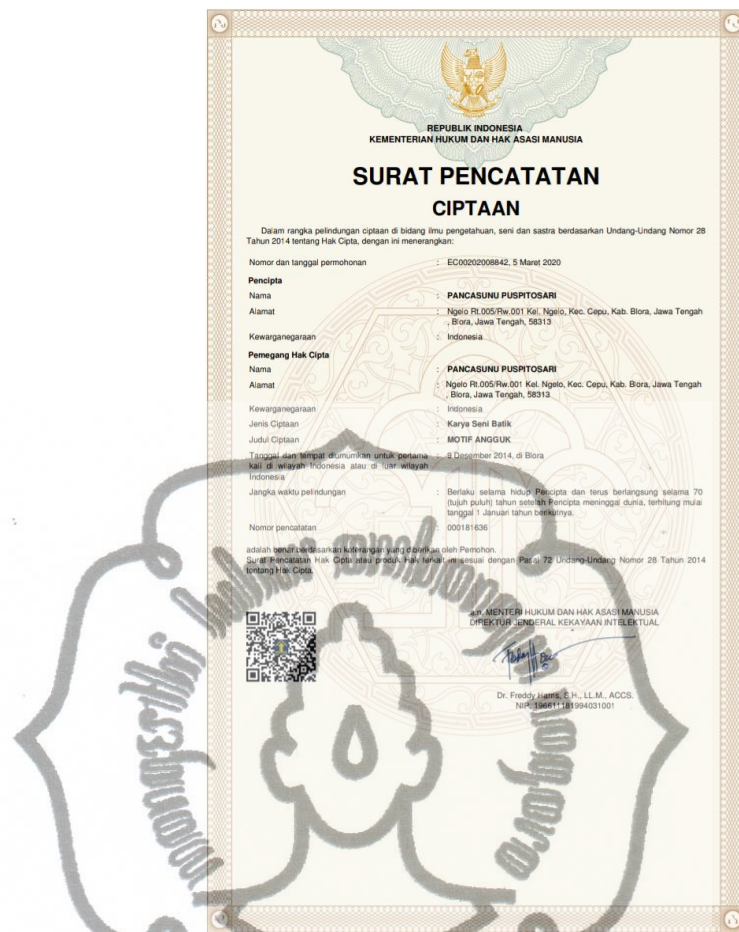 REPUBLIK INDONESIA
KEMENTERIAN HUKUM DAN HAK ASASI MANUSIA
SURAT PENCATATAN
CIPTAAN
Dalam rangka pelindungan ciptaan di bidang ilmu pengetahuan, seni dan sastra berdasarkan Undang-Undang Nomor 28
Tahun 2014 tentang Hak Cipta, dengan ini menerangkan:
Nomor dan tanggal permohonan : EC00202008842, 5 Maret 2020
Pencipta
Nama : PANCASUNU PUSPITOSARI
Alamat : Ngelo Rt.005/Rw.001 Kel. Ngelo, Kec. Cepu, Kab. Blora, Jawa Tengah
, Blora, Jawa Tengah, 58313
Kewarganegaraan : Indonesia
Pemegang Hak Cipta
Nama : PANCASUNU PUSPITOSARI
Alamat : Ngelo Rt.005/Rw.001 Kel. Ngelo, Kec. Cepu, Kab. Blora, Jawa Tengah
, Blora, Jawa Tengah, 58313
Kewarganegaraan : Indonesia
Jenis Ciptaan : Karya Seni Batik
Judul Ciptaan : MOTIF ANGGUK
Tanggal dan tempat diumumkan untuk pertama : 9 Desember 2014, di Blora
kali di wilayah Indonesia atau di luar wilayah
Indonesia
Jangka waktu pelindungan : Berlaku selama hidup Pencipta dan terus berlangsung selama 70
(tujuh puluh) tahun setelah Pencipta meninggal dunia, terhitung mulai
tanggal 1 Januari tahun berikutnya.
Nomor pencatatan : 000181636
adalah benar berdasarkan keterangan yang diberikan oleh Pemohon.
Surat Pencatatan Hak Cipta atau produk Hak terkait ini sesuai dengan Pasal 72 Undang-Undang Nomor 28 Tahun 2014
tentang Hak Cipta.
a.n. MENTERI HUKUM DAN HAK ASASI MANUSIA
DIREKTUR JENDERAL KEKAYAAN INTELEKTUAL
Dr. Freddy Harris, S.H., LL.M., ACCS.
NIP. 196611181994031001